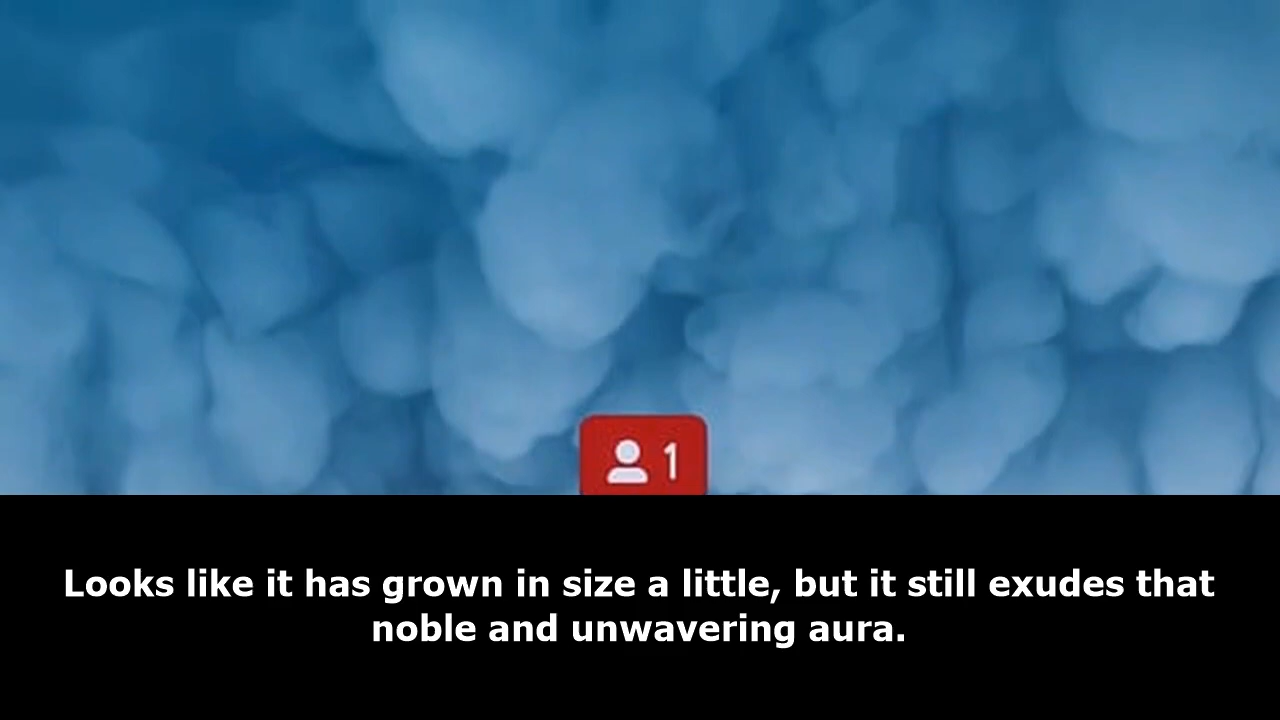 1
Looks like it has grown in size a little, but it still exudes that
noble and unwavering aura.